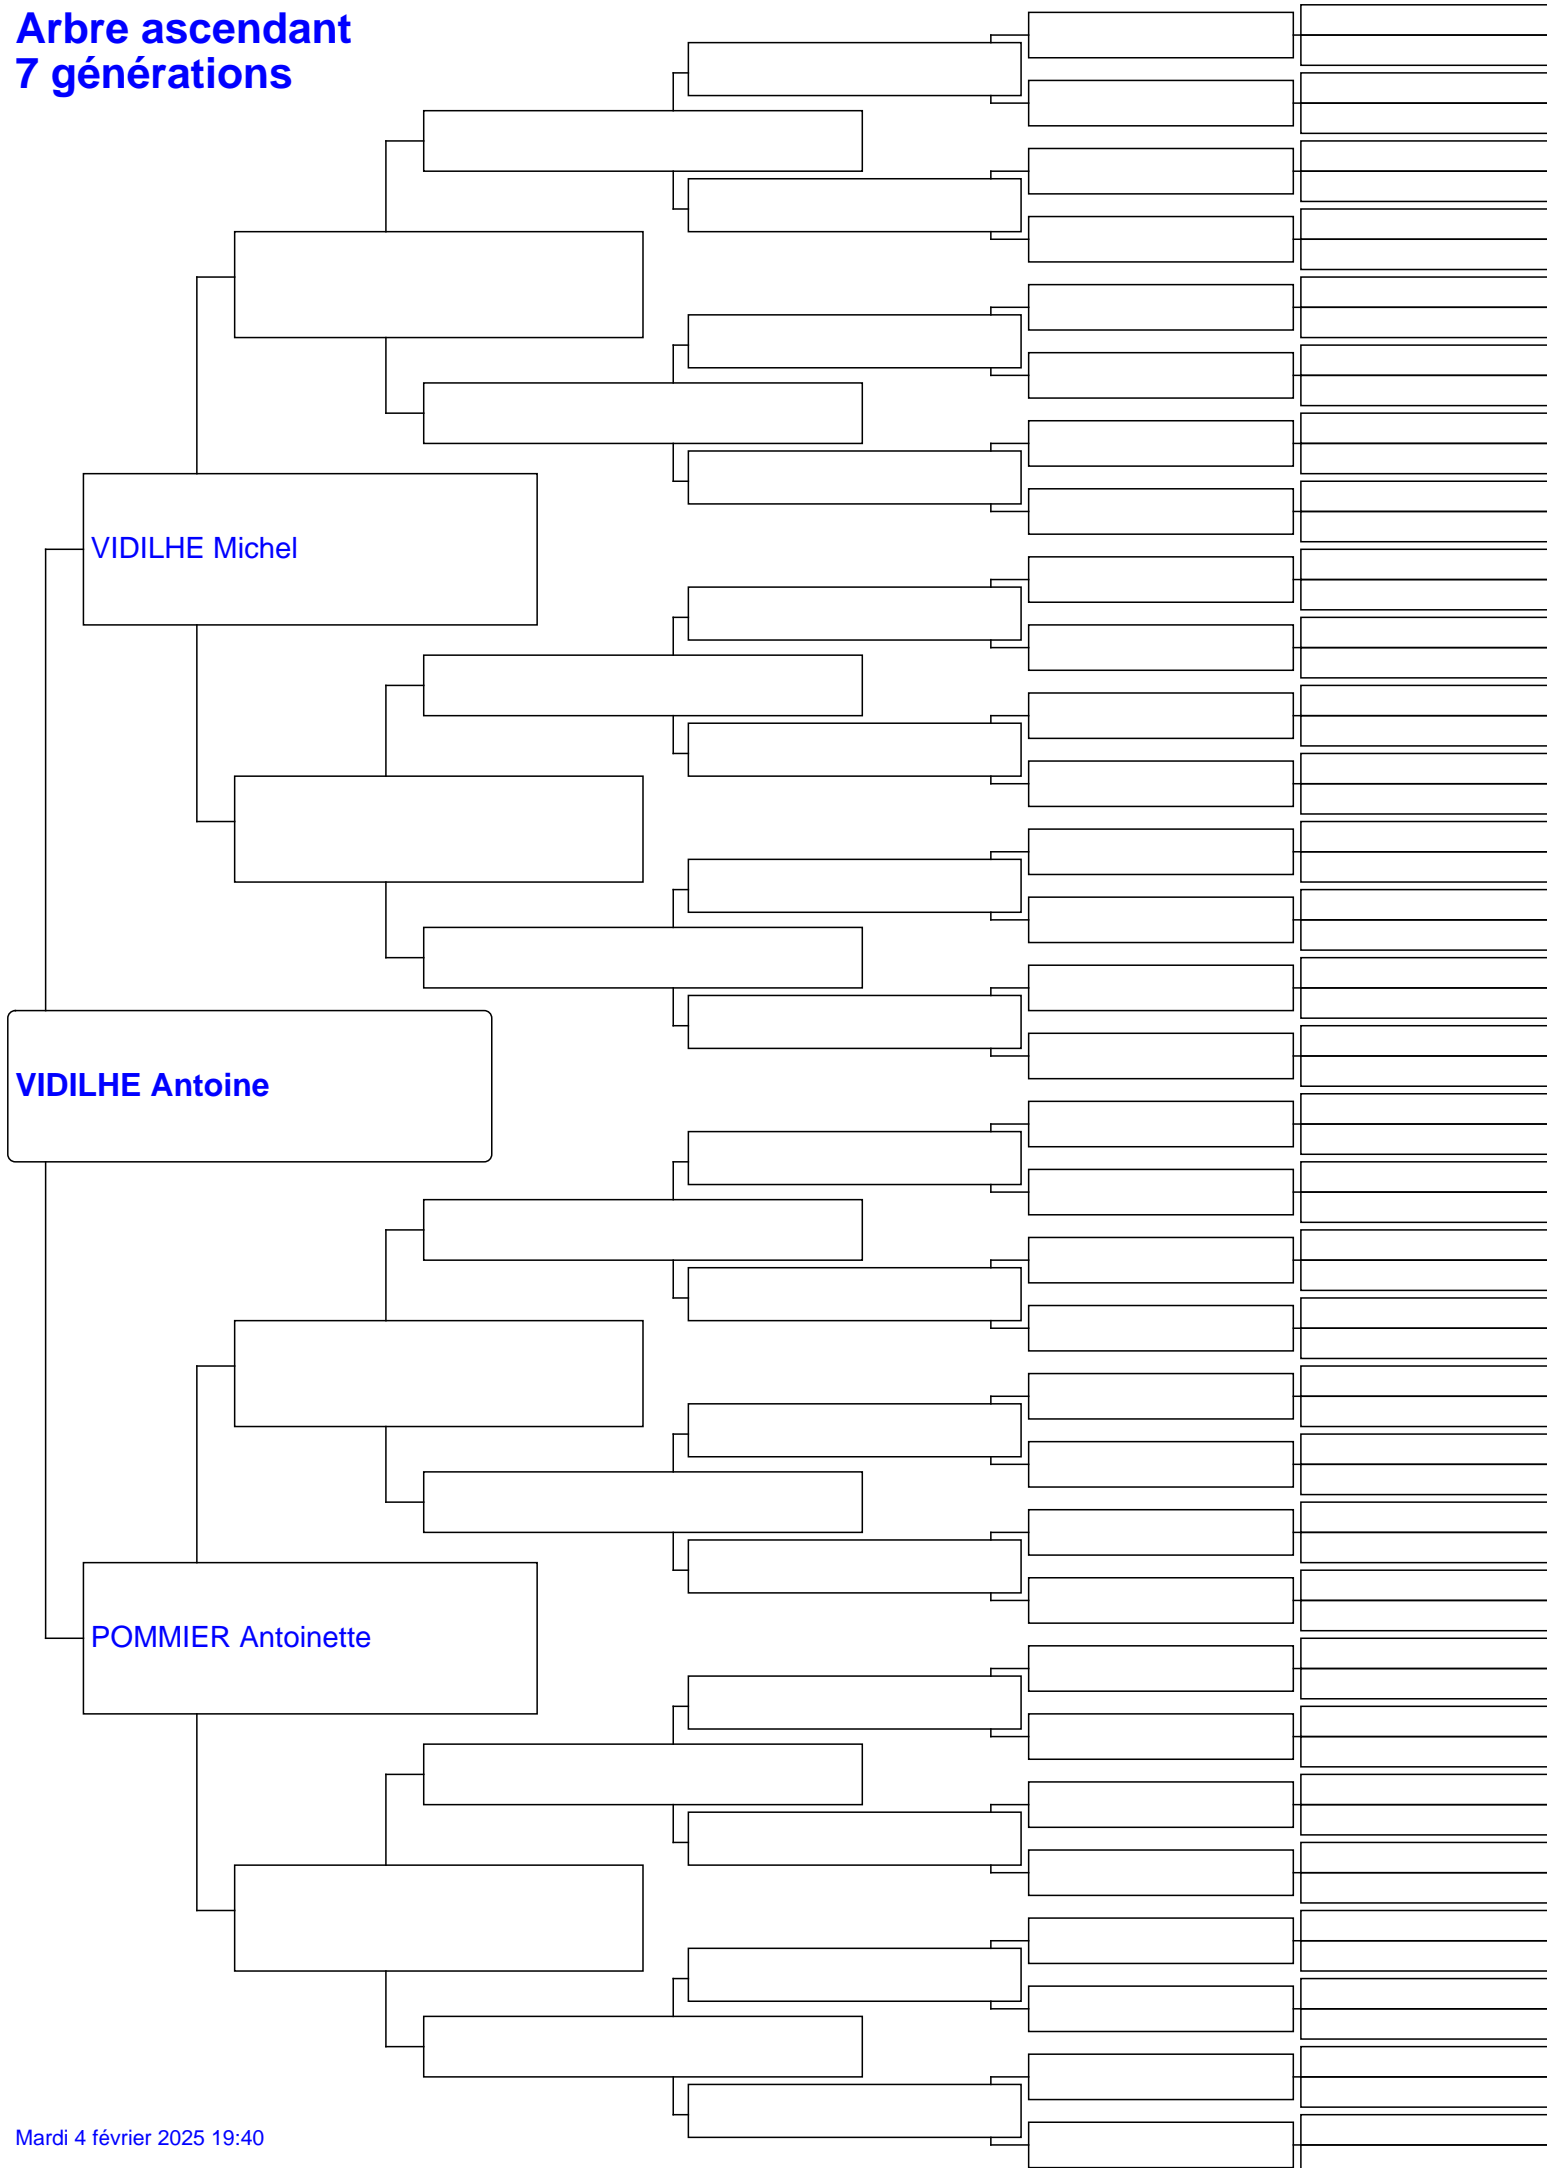 Arbre ascendant
7 générations
VIDILHE Michel
VIDILHE Antoine
POMMIER Antoinette
Mardi 4 février 2025 19:40